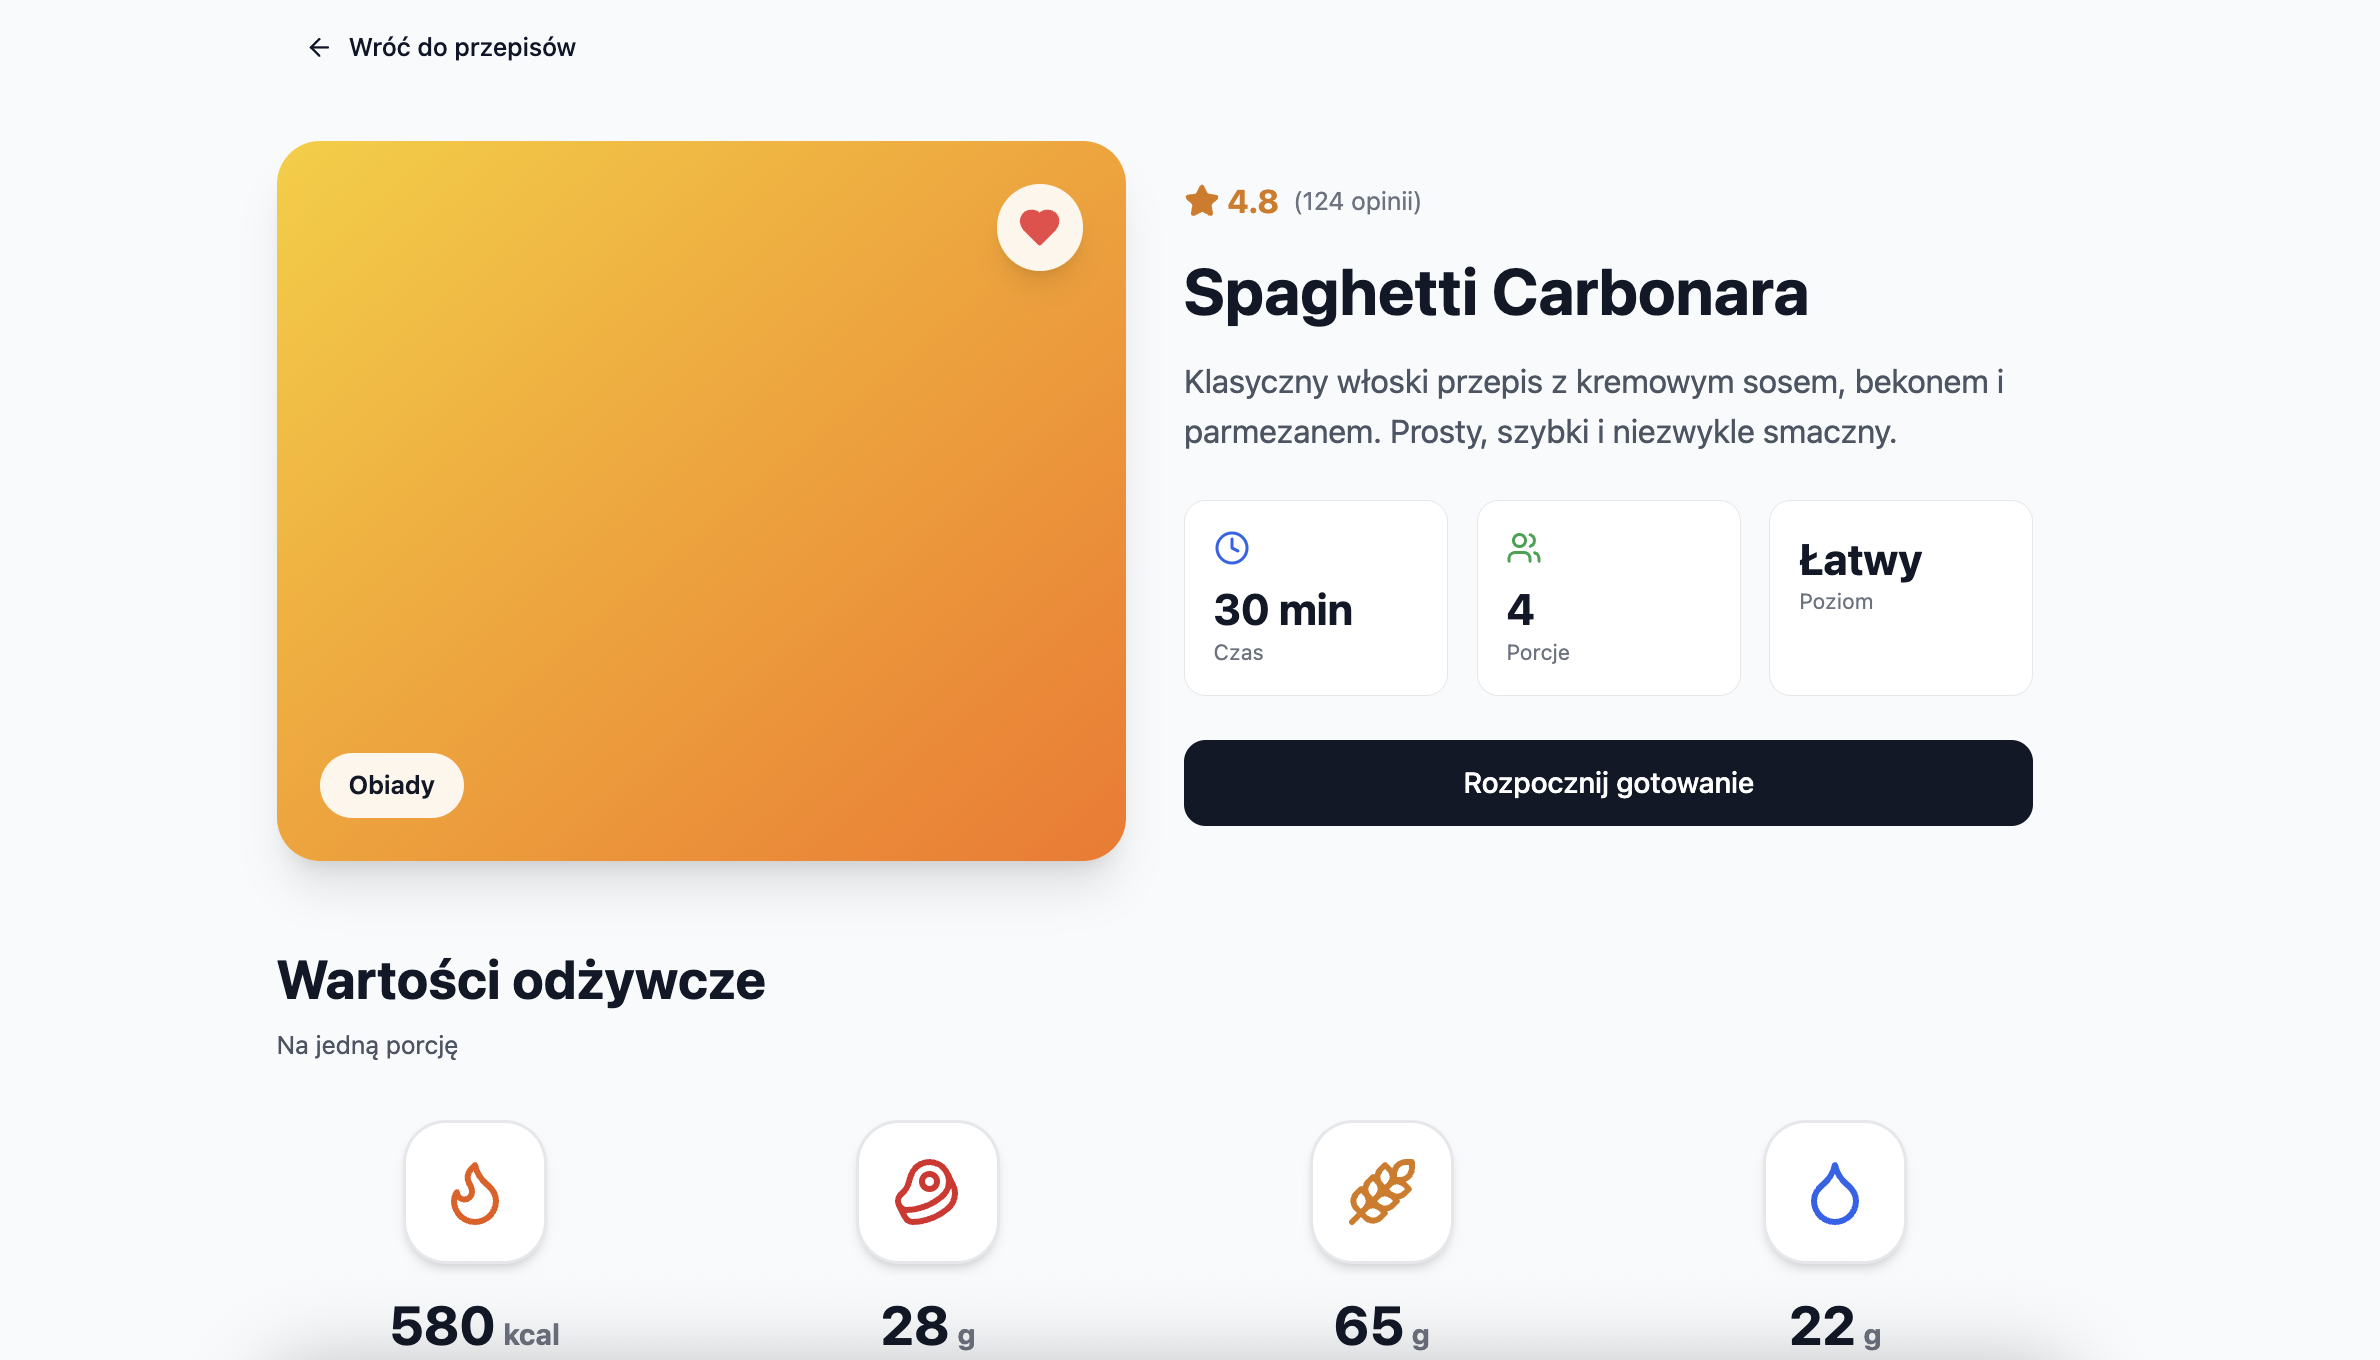 Wróć do przepisów
4.8 (124 opinii)
Spaghetti Carbonara
Klasyczny włoski przepis z kremowym sosem, bekonem i
parmezanem. Prosty, szybki i niezwykle smaczny.
30 min
Czas
4
Porcje
Łatwy
Poziom
Obiady
Rozpocznij gotowanie
Wartości odżywcze
Na jedną porcję
580 kcal
28 g
65 g
22 g